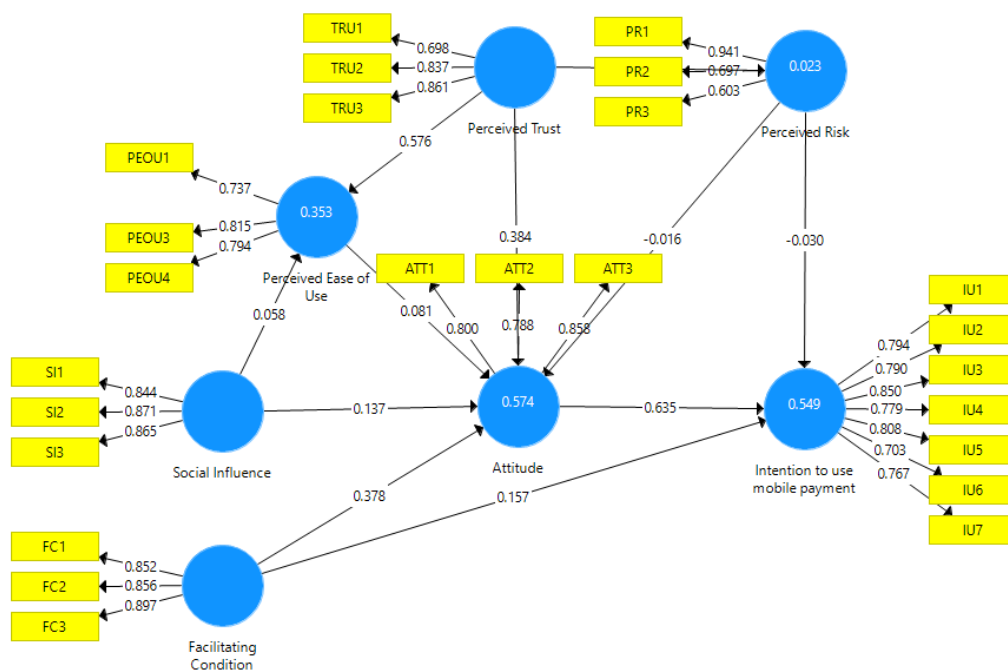 TRU1
TRU2
TRU3
0.698
0.837
0.861
Perceived Trust
PR1
PR2
PR3
0.941
0.697
0.603
0.023
Perceived Risk
0.576
PEOU1
PEOU3
PEOU4
0.737
0.815
0.794
0.353
Perceived Ease of
Use
0.384
-0.016
-0.030
ATT1
ATT2
ATT3
0.081
0.800
0.788
0.858
0.058
SI1
SI2
SI3
0.844
0.871
0.865
Social Influence
0.137
0.574
Attitude
0.635
0.549
Intention to use
mobile payment
IU1
IU2
IU3
IU4
IU5
IU6
IU7
0.794
0.790
0.850
0.779
0.808
0.703
0.767
0.378
0.157
FC1
FC2
FC3
0.852
0.856
0.897
Facilitating
Condition